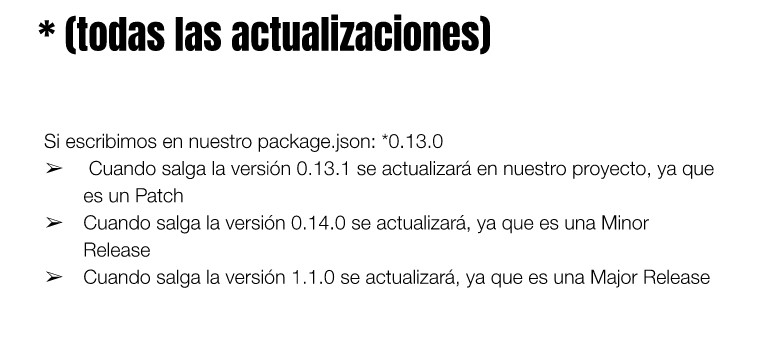 * (todas las actualizaciones)
Si escribimos en nuestro package.json: *0.13.0
➢ Cuando salga la versión 0.13.1 se actualizará en nuestro proyecto, ya que
es un Patch
➢ Cuando salga la versión 0.14.0 se actualizará, ya que es una Minor
Release
➢ Cuando salga la versión 1.1.0 se actualizará, ya que es una Major Release